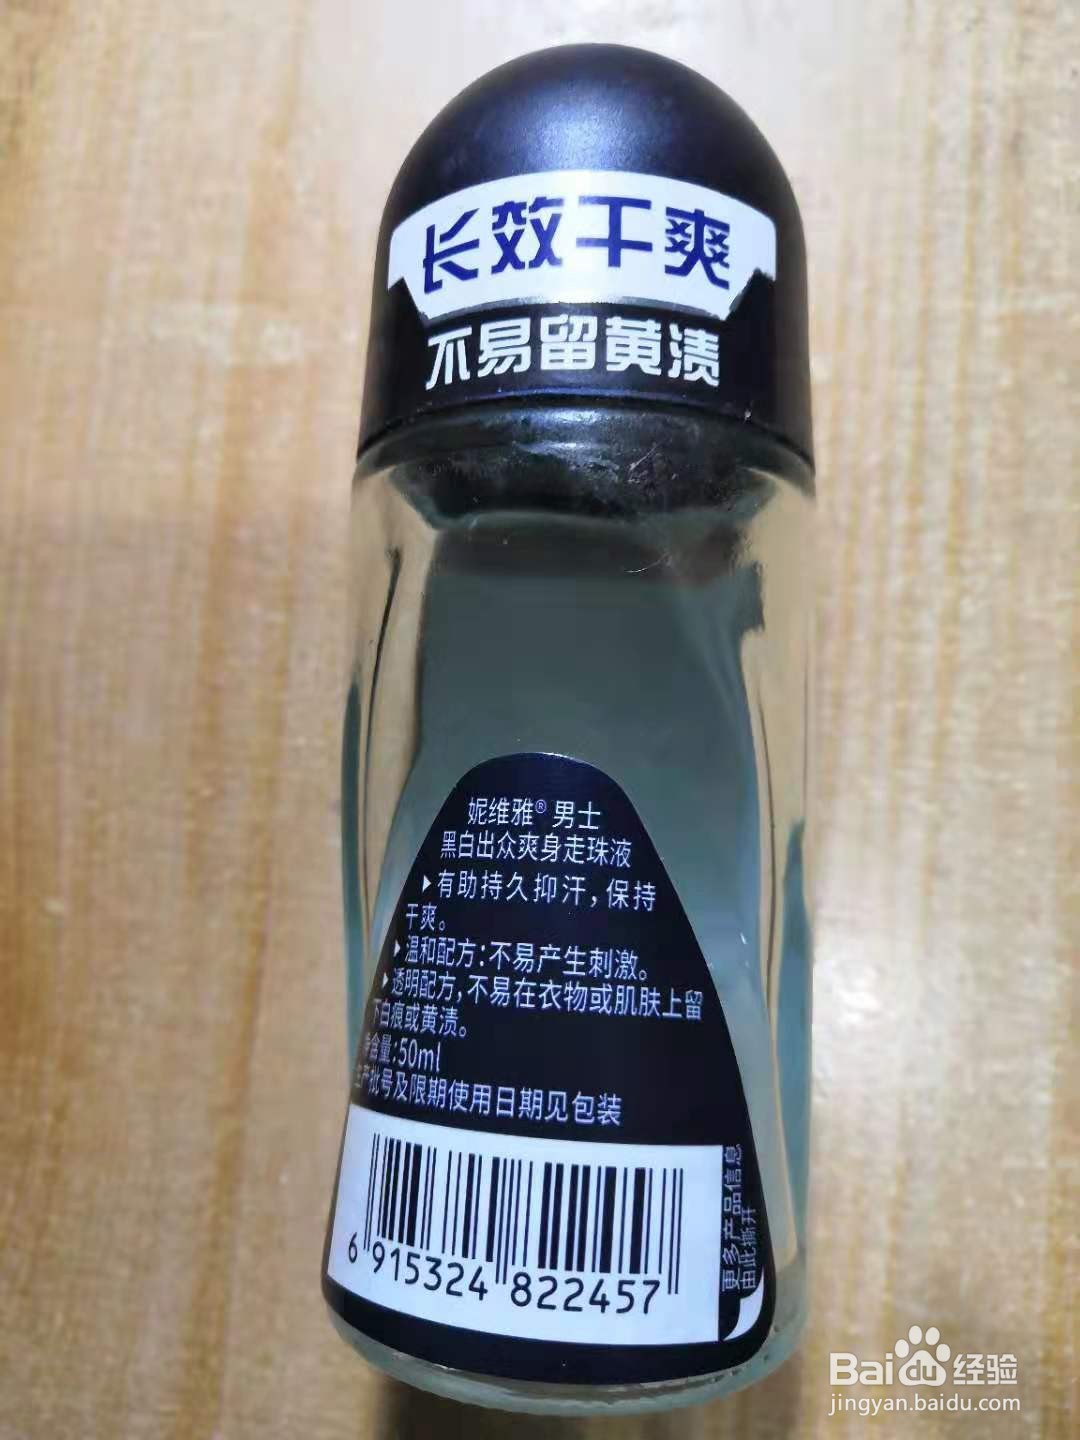 长效干爽
不易留黄渍
妮维雅® 男士
黑白出众爽身走珠液
▶有助持久抑汗，保持
干爽。
▶温和配方：不易产生刺激。
▶透明配方，不易在衣物或肌肤上留
下白痕或黄渍。
净含量:50ml
生产批号及限期使用日期见包装
6 915324 822457
更多产品信息
由此撕开
Bai du 经验
jingyan.baidu.com